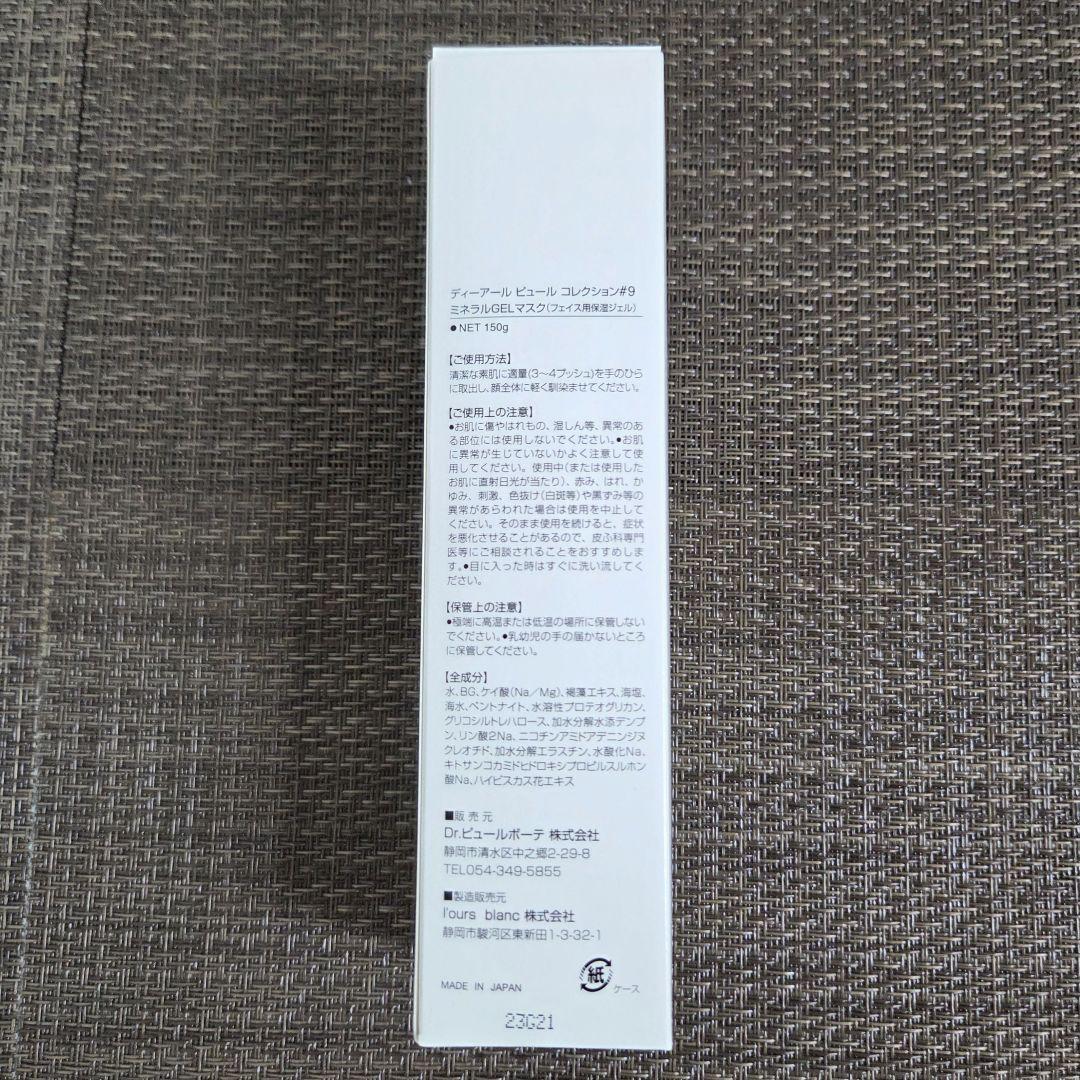 ディーアール ピュール コレクション#9
ミネラルGELマスク(フェイス用保湿ジェル)
●NET 150g
【ご使用方法】
清潔な素肌に適量(3〜4プッシュ)を手のひら
に取出し、顔全体に軽く馴染ませてください。
【ご使用上の注意】
●お肌に傷やはれもの、湿しん等、異常のあ
る部位には使用しないでください。●お肌
に異常が生じていないかよく注意して使
用してください。使用中(または使用した
お肌に直射日光が当たり)、赤み、はれ、か
ゆみ、刺激、色抜け(白斑等)や黒ずみ等の
異常があらわれた場合は使用を中止して
ください。そのまま使用を続けると、症状
を悪化させることがあるので、皮ふ科専門
医等にご相談されることをおすすめしま
す。●目に入った時はすぐに洗い流してく
ださい。
【保管上の注意】
●極端に高温または低温の場所に保管しない
でください。●乳幼児の手の届かないところ
に保管してください。
【全成分】
水、BG、ケイ酸(Na/Mg)、褐藻エキス、海塩、
海水、ベントナイト、水溶性プロテオグリカン、
グリコシルトレハロース、加水分解水添デンプ
ン、リン酸2Na、ニコチンアミドアデニンジヌ
クレオチド、加水分解エラスチン、水酸化Na、
キトサンコカミドヒドロキシプロピルスルホン
酸Na、ハイビスカス花エキス
■販売元
Dr.ピュールボーテ 株式会社
静岡市清水区中之郷2-29-8
TEL054-349-5855
■製造販売元
l'ours blanc 株式会社
静岡市駿河区東新田1-3-32-1
紙
ケース
MADE IN JAPAN
23G21